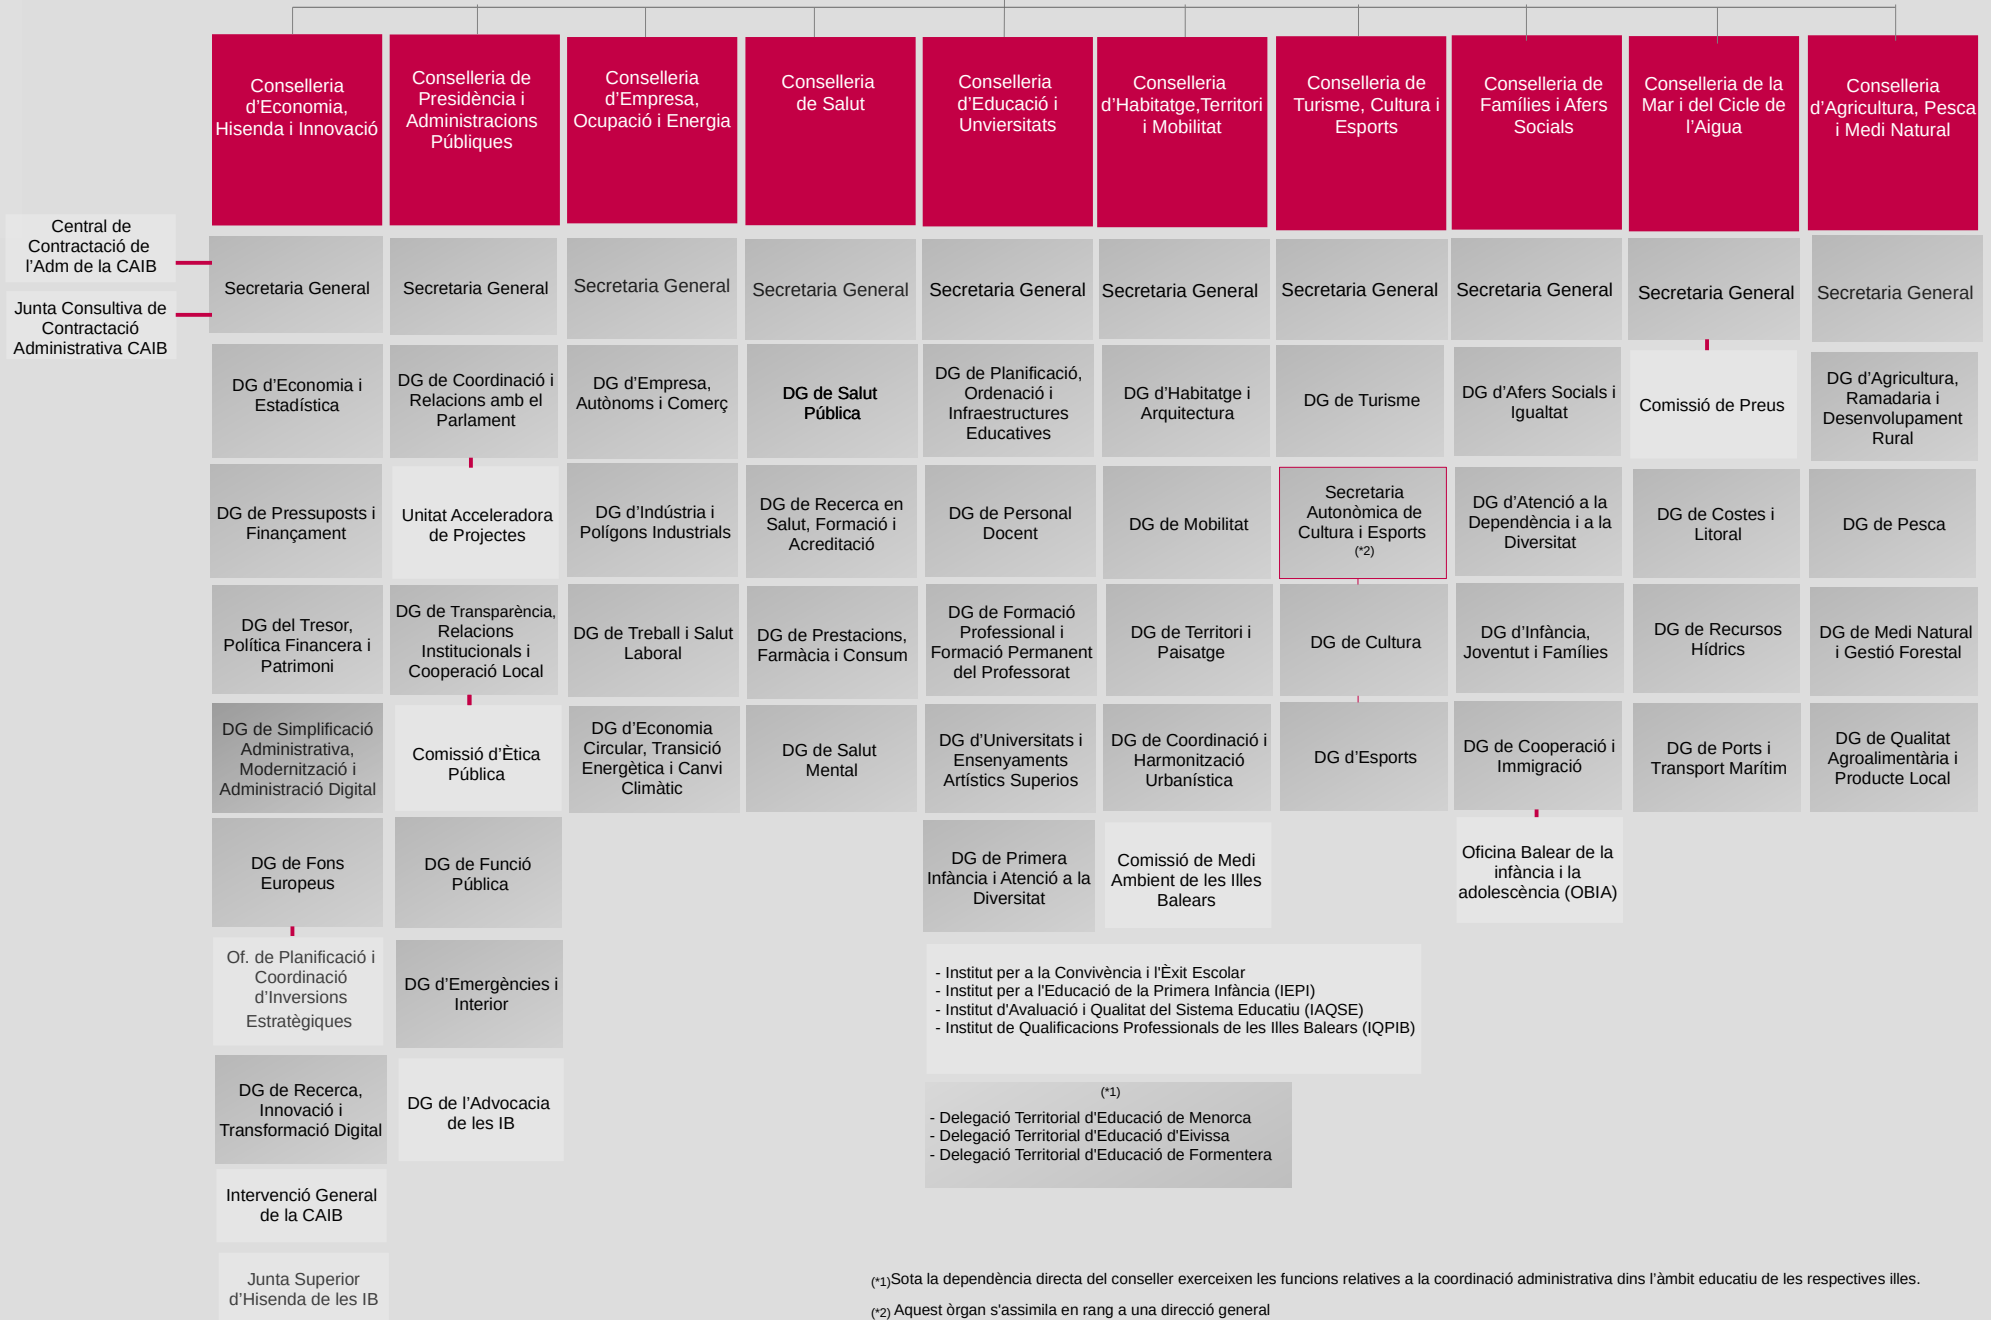 Conselleria
d’Economia,
Hisenda i Innovació
Conselleria de
Presidència i
Administracions
Públiques
Conselleria
d’Empresa,
Ocupació i Energia
Conselleria
de Salut
Conselleria
d’Educació i
Unviersitats
Conselleria
d’Habitatge,Territori
i Mobilitat
Conselleria de
Turisme, Cultura i
Esports
Conselleria de
Famílies i Afers
Socials
Conselleria de la
Mar i del Cicle de
l’Aigua
Conselleria
d’Agricultura, Pesca
i Medi Natural
Central de
Contractació de
l’Adm de la CAIB
Junta Consultiva de
Contractació
Administrativa CAIB
Secretaria General
Secretaria General
Secretaria General
Secretaria General
Secretaria General
Secretaria General
Secretaria General
Secretaria General
Secretaria General
Secretaria General
DG d’Economia i
Estadística
DG de Coordinació i
Relacions amb el
Parlament
DG d’Empresa,
Autònoms i Comerç
DG de Salut
Pública
DG de Planificació,
Ordenació i
Infraestructures
Educatives
DG d’Habitatge i
Arquitectura
DG de Turisme
DG d’Afers Socials i
Igualtat
Comissió de Preus
DG d’Agricultura,
Ramadaria i
Desenvolupament
Rural
DG de Pressuposts i
Finançament
Unitat Acceleradora
de Projectes
DG d’Indústria i
Polígons Industrials
DG de Recerca en
Salut, Formació i
Acreditació
DG de Personal
Docent
DG de Mobilitat
Secretaria
Autonòmica de
Cultura i Esports
(*2)
DG d’Atenció a la
Dependència i a la
Diversitat
DG de Costes i
Litoral
DG de Pesca
DG del Tresor,
Política Financera i
Patrimoni
DG de Transparència,
Relacions
Institucionals i
Cooperació Local
DG de Treball i Salut
Laboral
DG de Prestacions,
Farmàcia i Consum
DG de Formació
Professional i
Formació Permanent
del Professorat
DG de Territori i
Paisatge
DG de Cultura
DG d’Infància,
Joventut i Famílies
DG de Recursos
Hídrics
DG de Medi Natural
i Gestió Forestal
DG de Simplificació
Administrativa,
Modernització i
Administració Digital
Comissió d’Ètica
Pública
DG d’Economia
Circular, Transició
Energètica i Canvi
Climàtic
DG de Salut
Mental
DG d’Universitats i
Ensenyaments
Artístics Superios
DG de Coordinació i
Harmonització
Urbanística
DG d’Esports
DG de Cooperació i
Immigració
DG de Ports i
Transport Marítim
DG de Qualitat
Agroalimentària i
Producte Local
DG de Fons
Europeus
DG de Funció
Pública
DG de Primera
Infància i Atenció a la
Diversitat
Comissió de Medi
Ambient de les Illes
Balears
Oficina Balear de la
infància i la
adolescència (OBIA)
Of. de Planificació i
Coordinació
d’Inversions
Estratègiques
DG d’Emergències i
Interior
- Institut per a la Convivència i l'Èxit Escolar
- Institut per a l'Educació de la Primera Infància (IEPI)
- Institut d'Avaluació i Qualitat del Sistema Educatiu (IAQSE)
- Institut de Qualificacions Professionals de les Illes Balears (IQPIB)
DG de Recerca,
Innovació i
Transformació Digital
DG de l’Advocacia
de les IB
(*1)
- Delegació Territorial d'Educació de Menorca
- Delegació Territorial d'Educació d'Eivissa
- Delegació Territorial d'Educació de Formentera
Intervenció General
de la CAIB
Junta Superior
d’Hisenda de les IB
(*1)Sota la dependència directa del conseller exerceixen les funcions relatives a la coordinació administrativa dins l’àmbit educatiu de les respectives illes.
(*2) Aquest òrgan s'assimila en rang a una direcció general